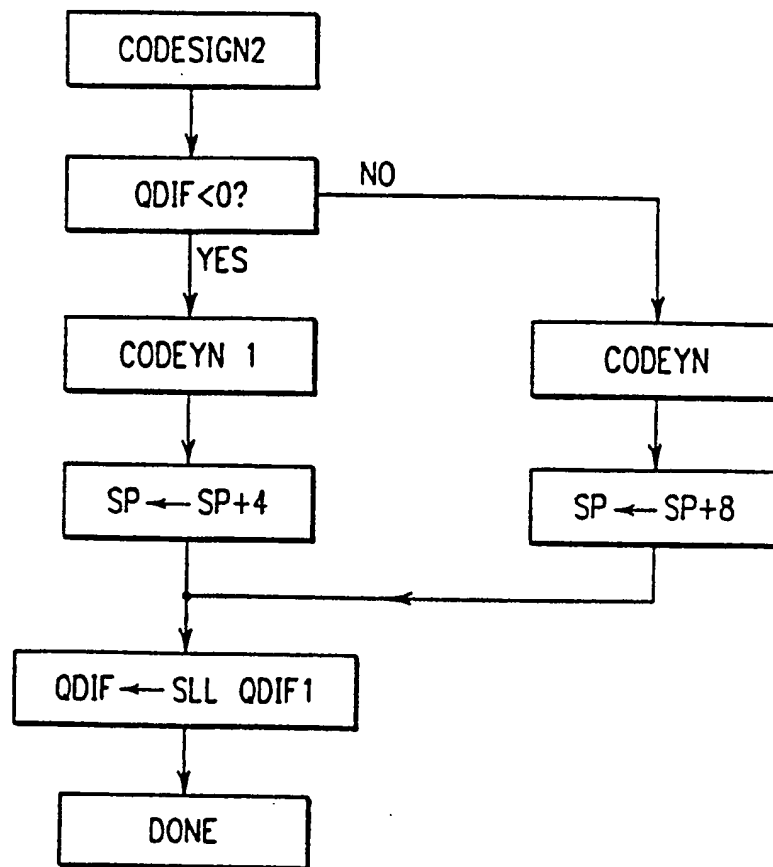 CODESIGN2
QDIF<0?
NO
YES
CODEYN 1
CODEYN
SP←SP+4
SP←SP+8
QDIF←SLL QDIF1
DONE